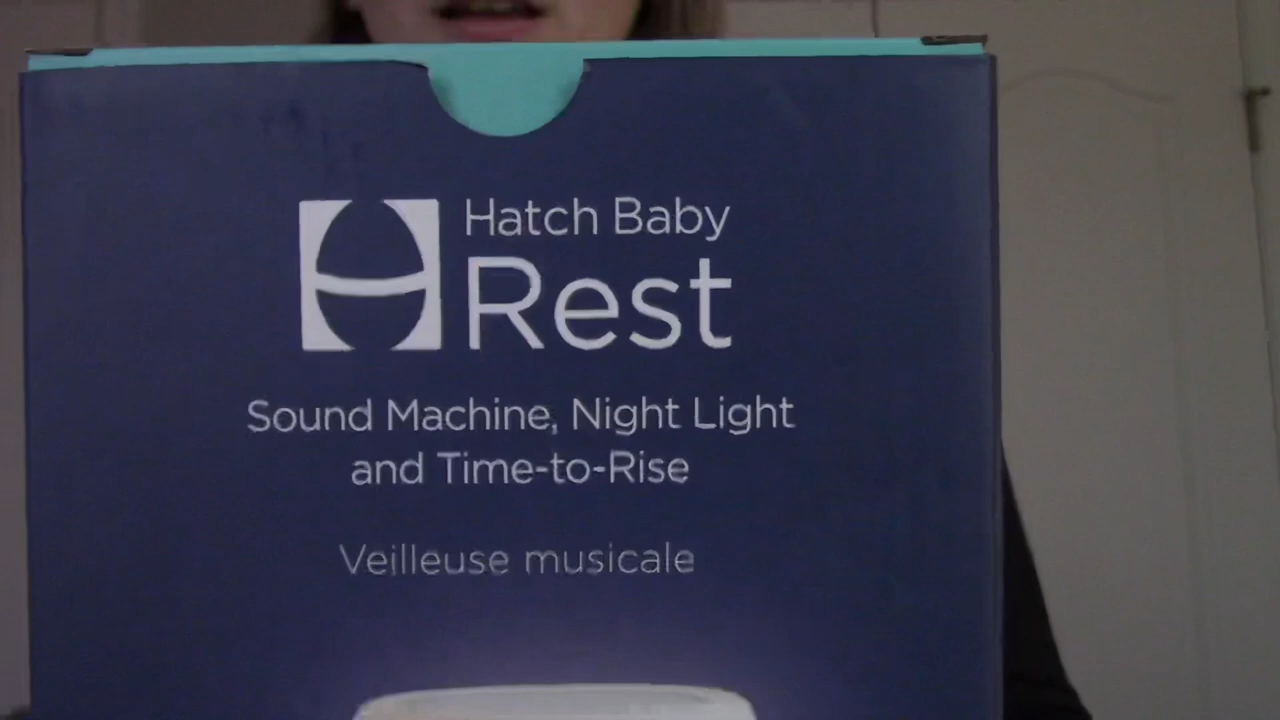 Hatch Baby
Rest
Sound Machine, Night Light
and Time-to-Rise
Veilleuse musicale